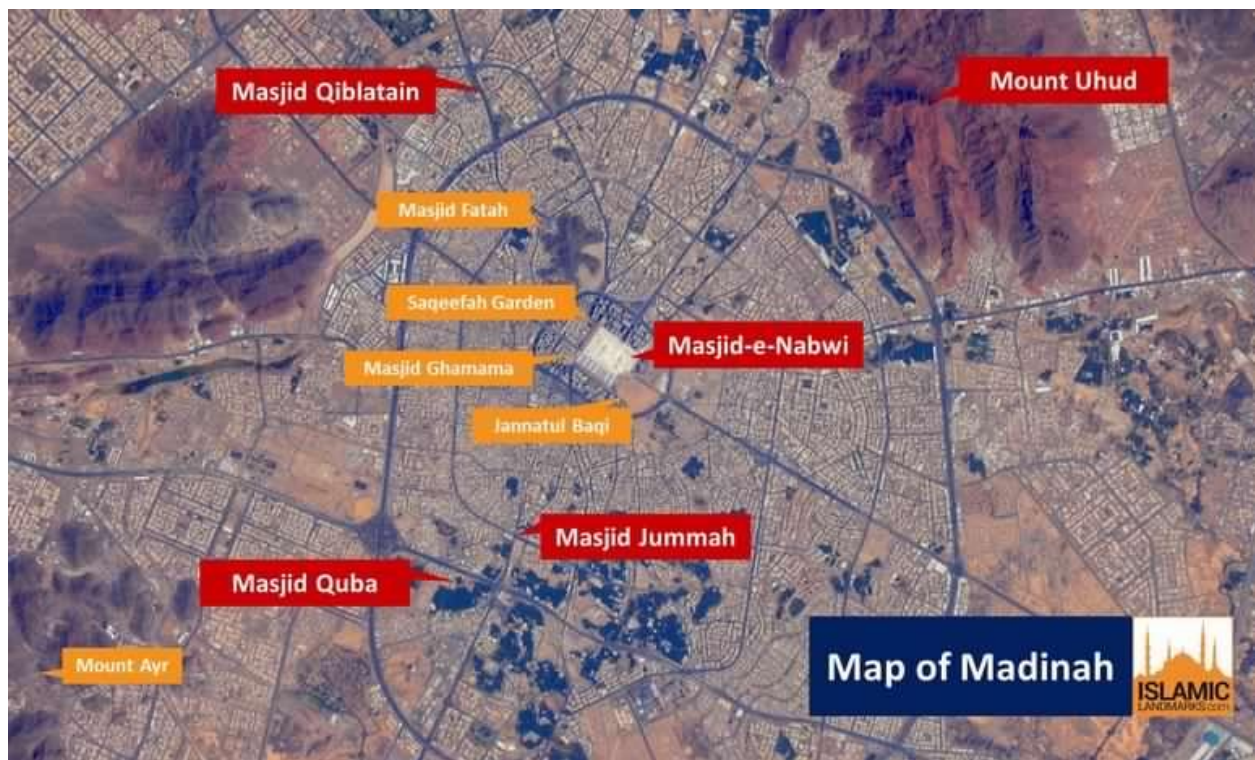 Mount Uhud
Masjid Qiblatain
Masjid Fatah
Saqeefah Garden
Masjid-e-Nabwi
Masjid Ghamama
Jannatul Baqi
Masjid Jummah
Masjid Quba
Mount Ayr
Map of Madinah
ISLAMIC
LANDMARKS.com